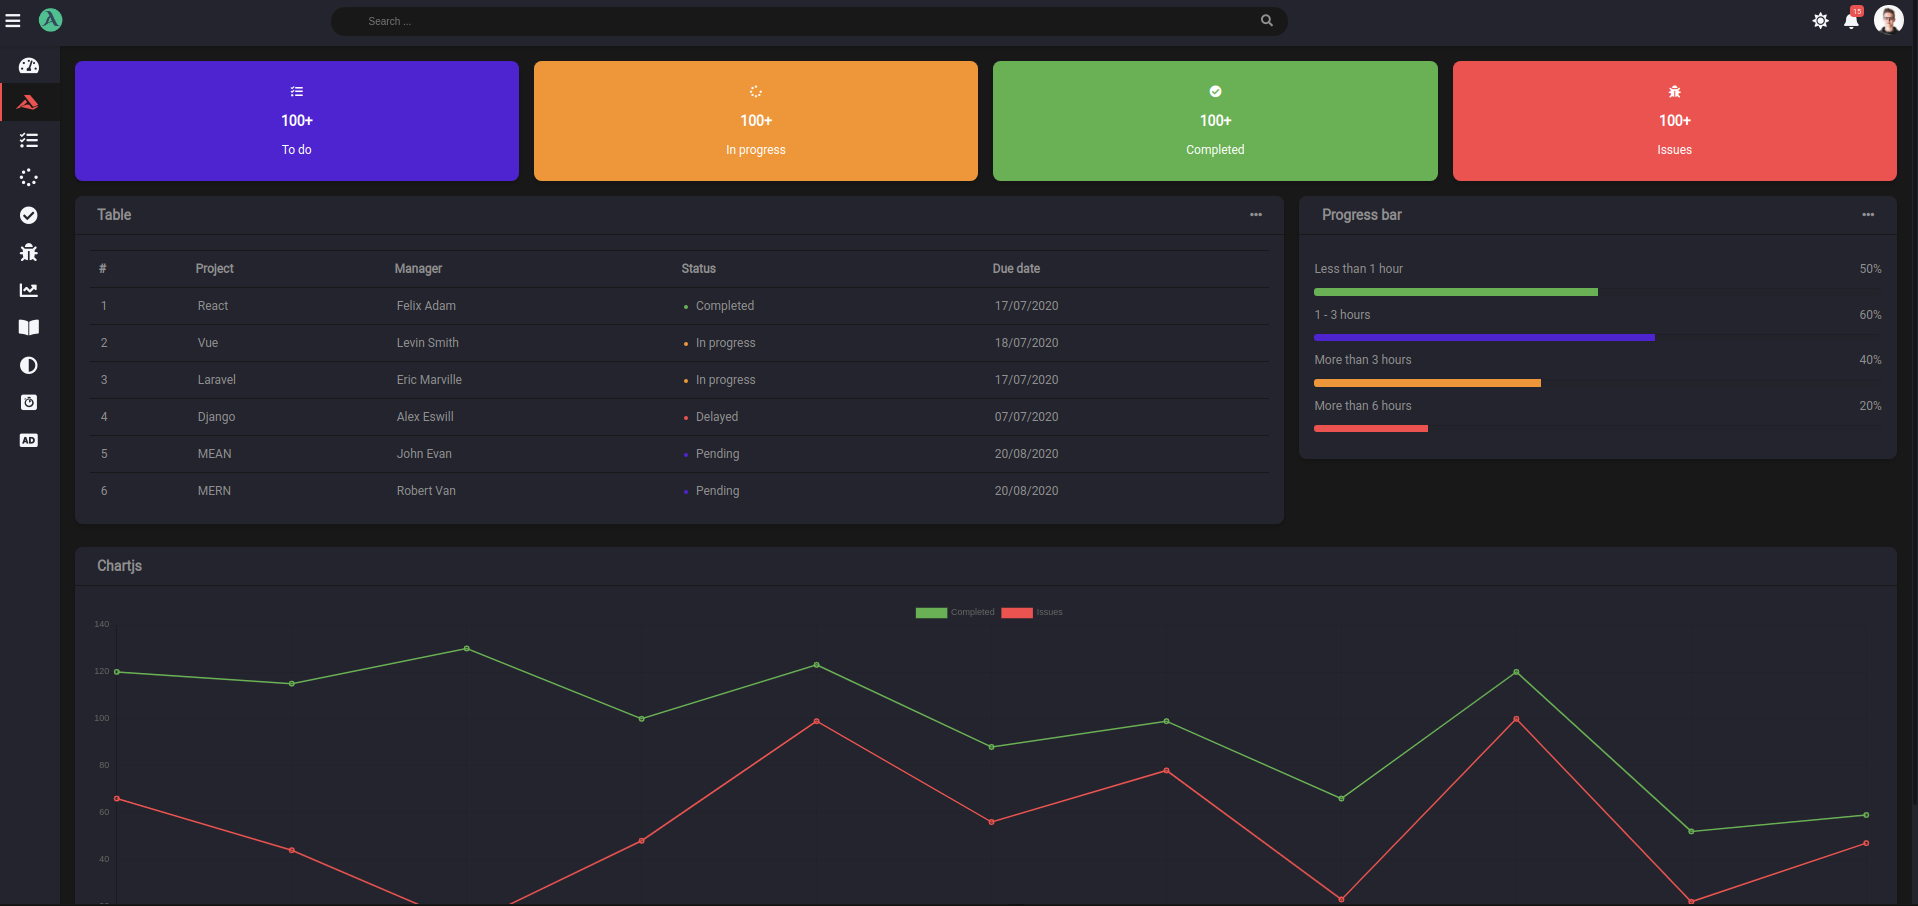 Search ...
15
100+
To do
100+
In progress
100+
Completed
100+
Issues
Table
# Project Manager Status Due date
1 React Felix Adam Completed 17/07/2020
2 Vue Levin Smith In progress 18/07/2020
3 Laravel Eric Marville In progress 17/07/2020
4 Django Alex Eswill Delayed 07/07/2020
5 MEAN John Evan Pending 20/08/2020
6 MERN Robert Van Pending 20/08/2020
Progress bar
Less than 1 hour 50%
1 - 3 hours 60%
More than 3 hours 40%
More than 6 hours 20%
AD
Chartjs
Completed Issues
140
120
100
80
60
40